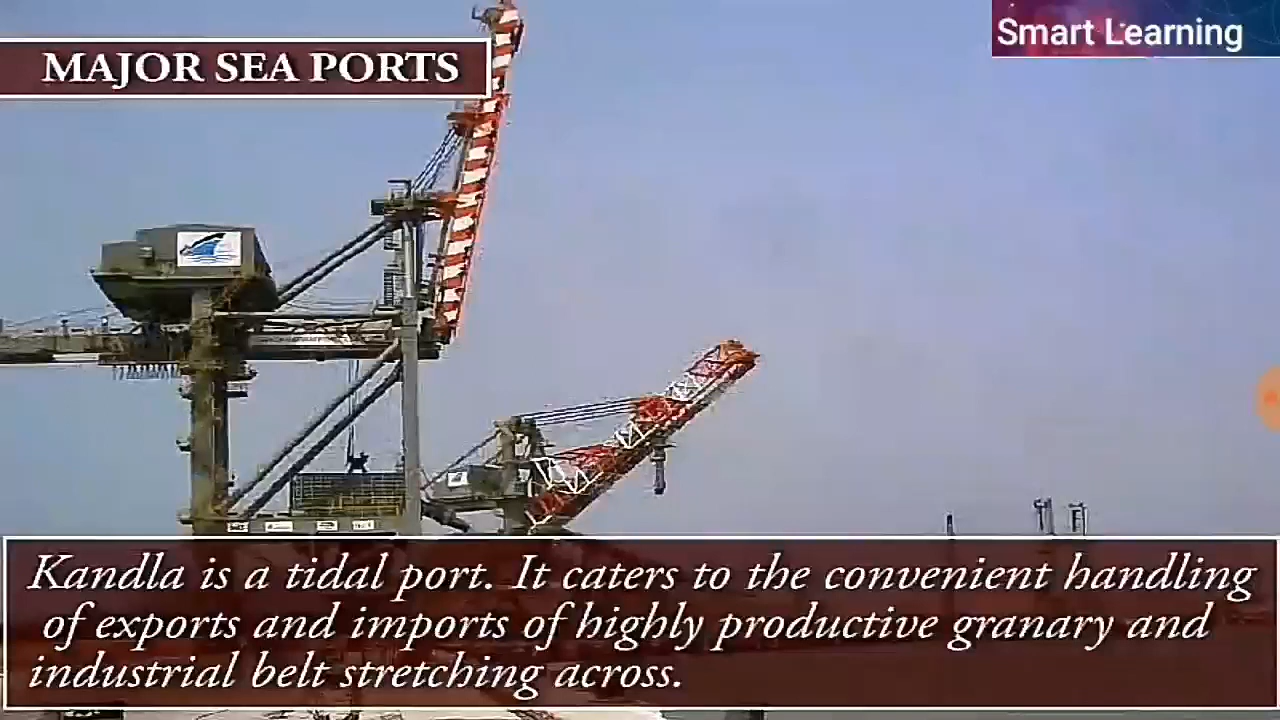 Smart Learning
MAJOR SEA PORTS
Kandla is a tidal port. It caters to the convenient handling
of exports and imports of highly productive granary and
industrial belt stretching across.